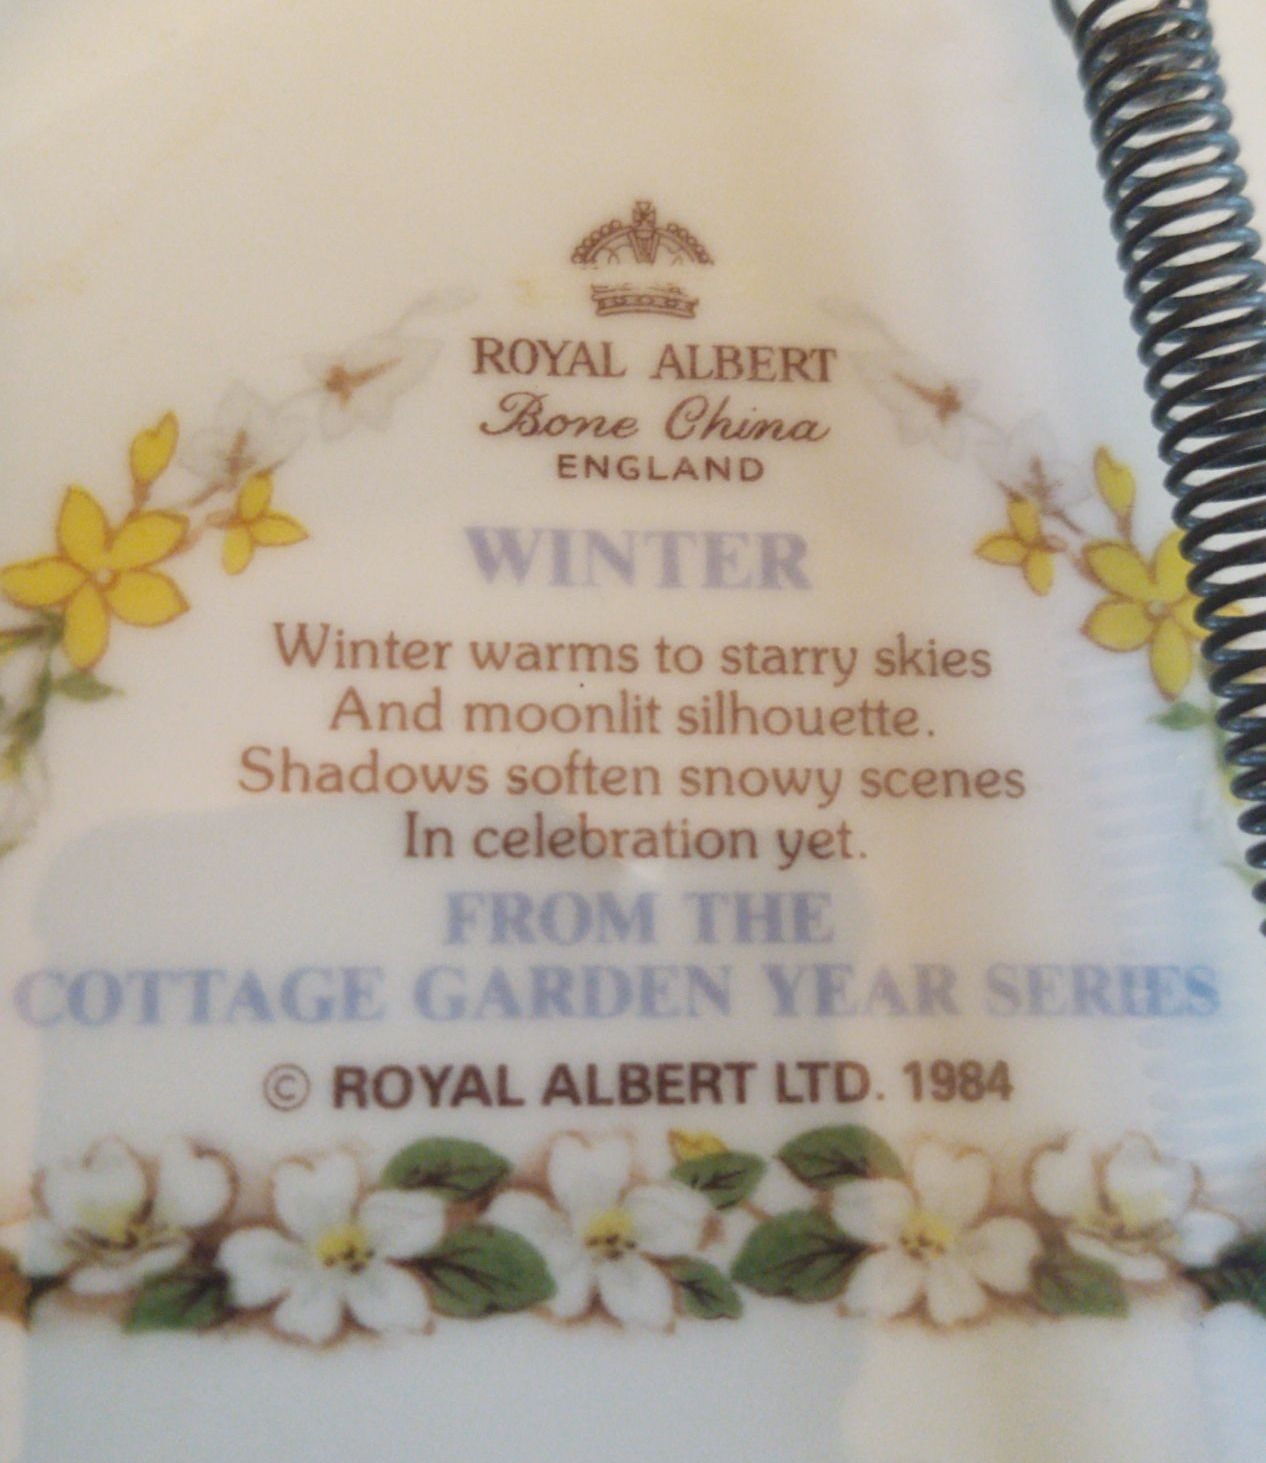 ROYAL ALBERT
Bone China
ENGLAND
WINTER
Winter warms to starry skies
And moonlit silhouette.
Shadows soften snowy scenes
In celebration yet.
FROM THE
COTTAGE GARDEN YEAR SERIES
© ROYAL ALBERT LTD. 1984